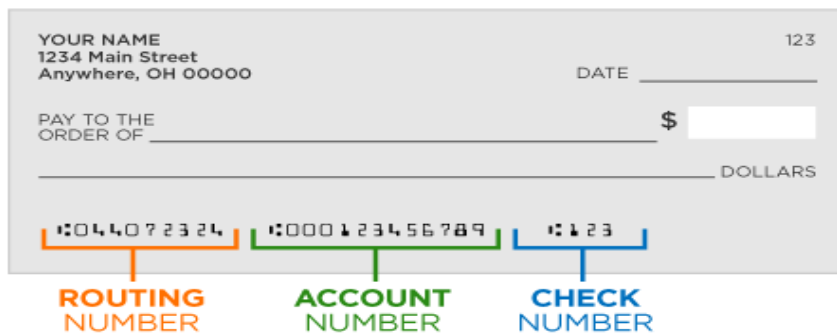 YOUR NAME 123
1234 Main Street
Anywhere, OH 00000
DATE
PAY TO THE
ORDER OF $
DOLLARS
⑆044072324 ⑆000123456789 ⑆123
ROUTING ACCOUNT CHECK
NUMBER NUMBER NUMBER